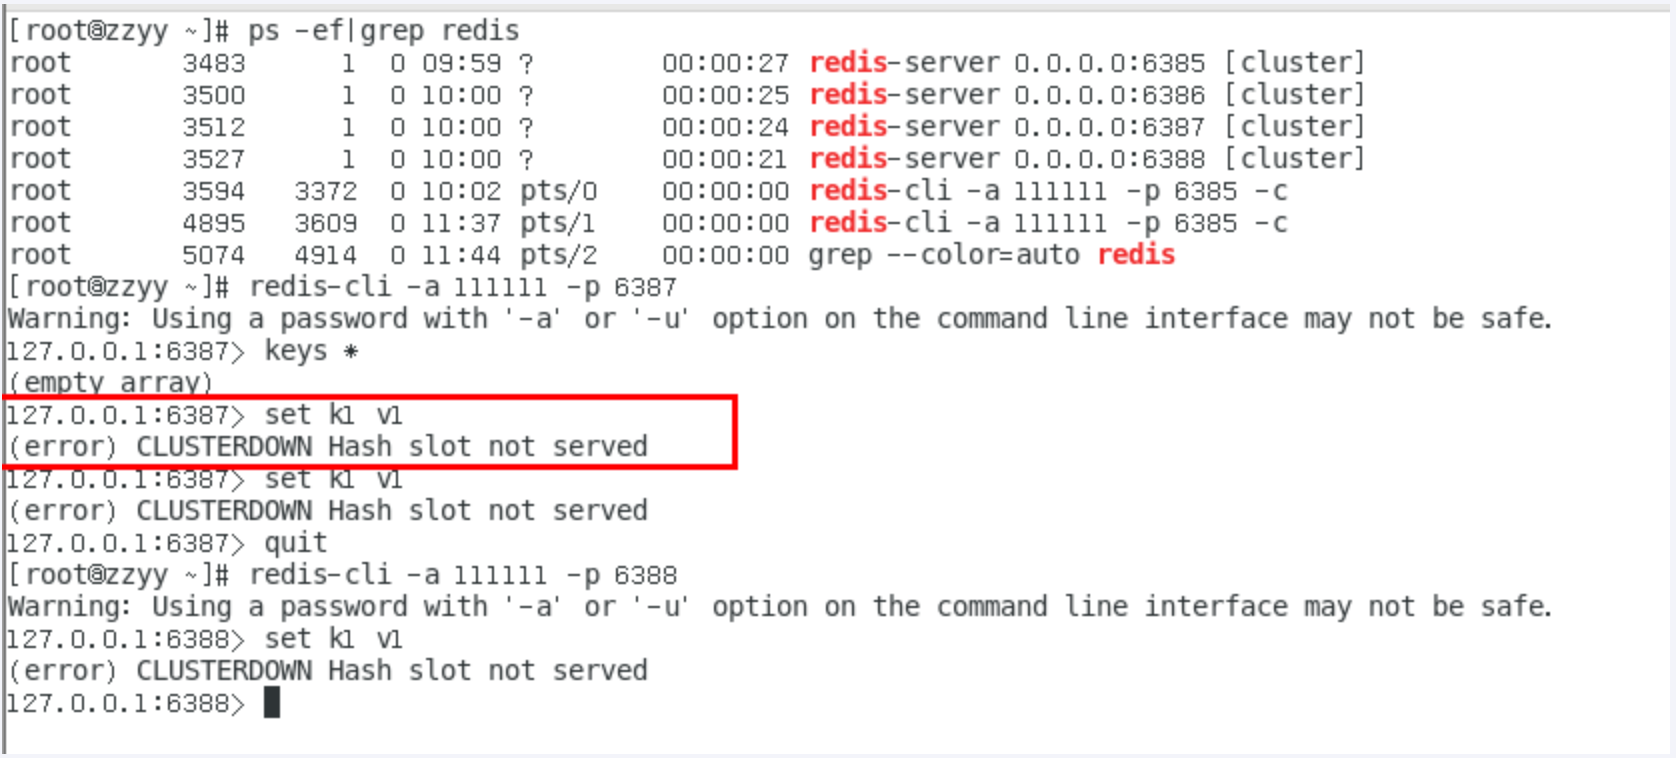 [root@zzyy ~]# ps -ef|grep redis
root       3483      1  0 09:59 ?        00:00:27 redis-server 0.0.0.0:6385 [cluster]
root       3500      1  0 10:00 ?        00:00:25 redis-server 0.0.0.0:6386 [cluster]
root       3512      1  0 10:00 ?        00:00:24 redis-server 0.0.0.0:6387 [cluster]
root       3527      1  0 10:00 ?        00:00:21 redis-server 0.0.0.0:6388 [cluster]
root       3594   3372  0 10:02 pts/0    00:00:00 redis-cli -a 111111 -p 6385 -c
root       4895   3609  0 11:37 pts/1    00:00:00 redis-cli -a 111111 -p 6385 -c
root       5074   4914  0 11:44 pts/2    00:00:00 grep --color=auto redis
[root@zzyy ~]# redis-cli -a 111111 -p 6387
Warning: Using a password with '-a' or '-u' option on the command line interface may not be safe.
127.0.0.1:6387> keys *
(empty array)
127.0.0.1:6387> set k1 v1
(error) CLUSTERDOWN Hash slot not served
127.0.0.1:6387> set k1 v1
(error) CLUSTERDOWN Hash slot not served
127.0.0.1:6387> quit
[root@zzyy ~]# redis-cli -a 111111 -p 6388
Warning: Using a password with '-a' or '-u' option on the command line interface may not be safe.
127.0.0.1:6388> set k1 v1
(error) CLUSTERDOWN Hash slot not served
127.0.0.1:6388>